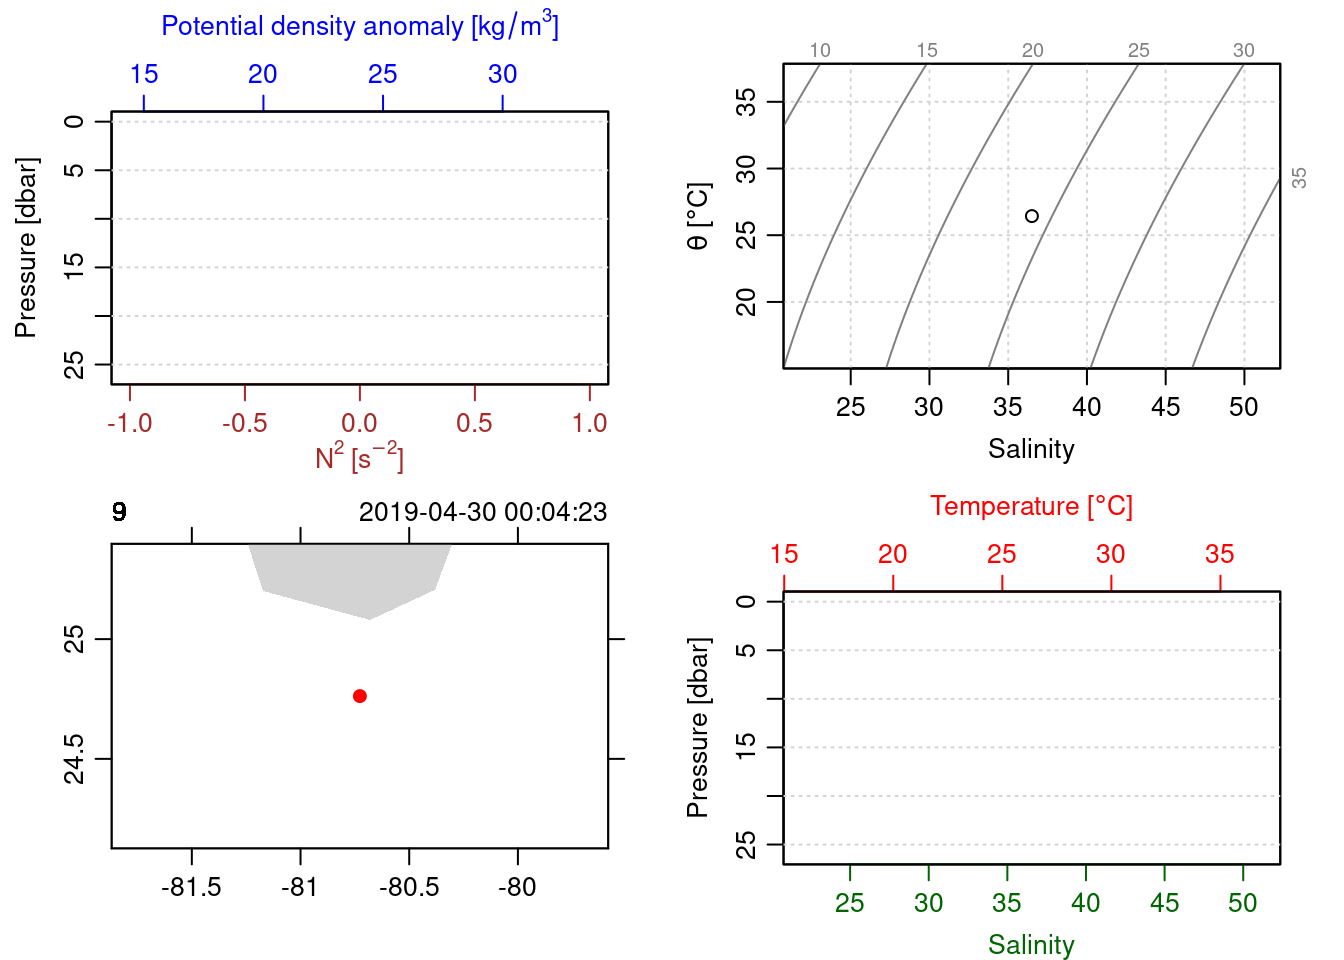 Potential density anomaly [kg/m³]
15 20 25 30
0
5
15
25
Pressure [dbar]
-1.0 -0.5 0.0 0.5 1.0
N² [s⁻²]
10 15 20 25 30
35
35
30
25
20
θ [°C]
25 30 35 40 45 50
Salinity
9 2019-04-30 00:04:23
25
24.5
-81.5 -81 -80.5 -80
Temperature [°C]
15 20 25 30 35
0
5
15
25
Pressure [dbar]
25 30 35 40 45 50
Salinity